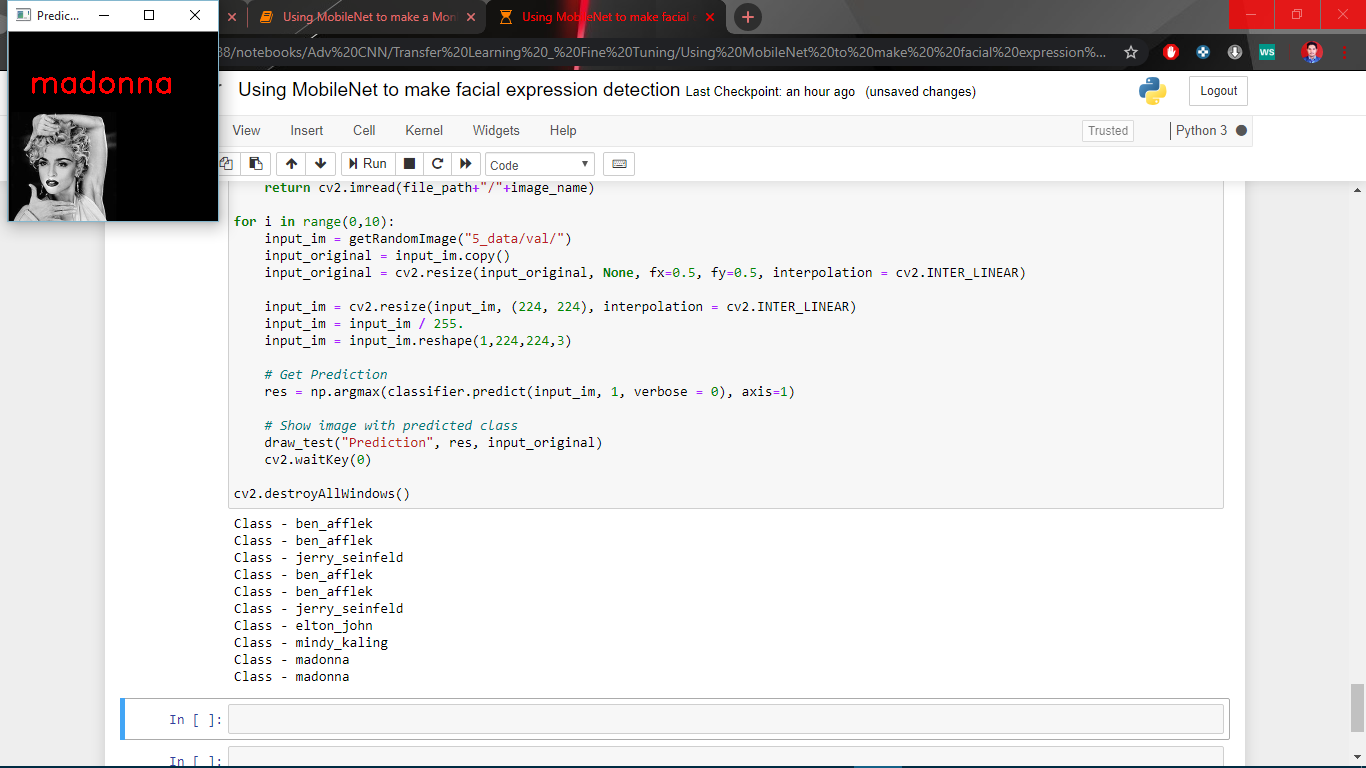 Predic...
madonna
Using MobileNet to make a Mon
Using MobileNet to make facial
38/notebooks/Adv%20CNN/Transfer%20Learning%20_%20Fine%20Tuning/Using%20MobileNet%20to%20make%20%20facial%20expression%...
WS
Using MobileNet to make facial expression detection Last Checkpoint: an hour ago (unsaved changes)
Logout
View Insert Cell Kernel Widgets Help
Trusted
Python 3
Run
Code
    return cv2.imread(file_path+"/"+image_name)
for i in range(0,10):
    input_im = getRandomImage("5_data/val/")
    input_original = input_im.copy()
    input_original = cv2.resize(input_original, None, fx=0.5, fy=0.5, interpolation = cv2.INTER_LINEAR)
    input_im = cv2.resize(input_im, (224, 224), interpolation = cv2.INTER_LINEAR)
    input_im = input_im / 255.
    input_im = input_im.reshape(1,224,224,3)
    # Get Prediction
    res = np.argmax(classifier.predict(input_im, 1, verbose = 0), axis=1)
    # Show image with predicted class
    draw_test("Prediction", res, input_original)
    cv2.waitKey(0)
cv2.destroyAllWindows()
Class - ben_afflek
Class - ben_afflek
Class - jerry_seinfeld
Class - ben_afflek
Class - ben_afflek
Class - jerry_seinfeld
Class - elton_john
Class - mindy_kaling
Class - madonna
Class - madonna
In [ ]:
In [ ]: